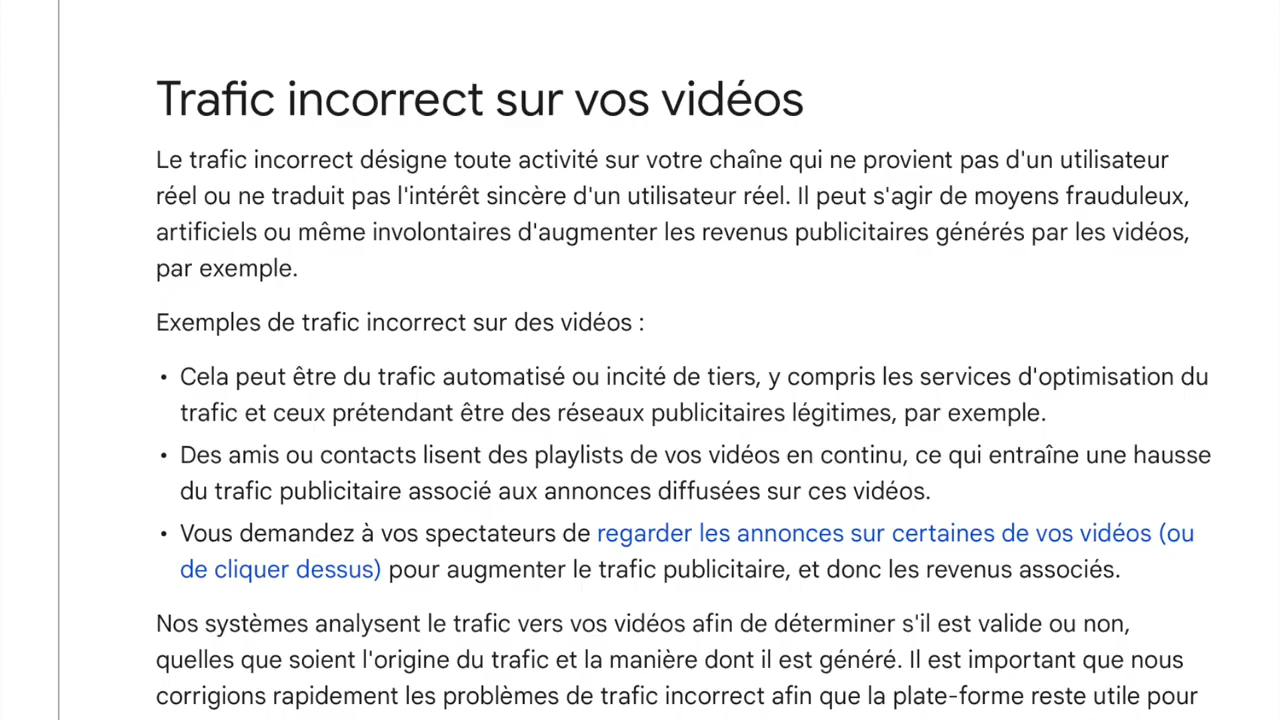 Trafic incorrect sur vos vidéos
Le trafic incorrect désigne toute activité sur votre chaîne qui ne provient pas d'un utilisateur
réel ou ne traduit pas l'intérêt sincère d'un utilisateur réel. Il peut s'agir de moyens frauduleux,
artificiels ou même involontaires d'augmenter les revenus publicitaires générés par les vidéos,
par exemple.
Exemples de trafic incorrect sur des vidéos :
• Cela peut être du trafic automatisé ou incité de tiers, y compris les services d'optimisation du
trafic et ceux prétendant être des réseaux publicitaires légitimes, par exemple.
• Des amis ou contacts lisent des playlists de vos vidéos en continu, ce qui entraîne une hausse
du trafic publicitaire associé aux annonces diffusées sur ces vidéos.
• Vous demandez à vos spectateurs de regarder les annonces sur certaines de vos vidéos (ou
de cliquer dessus) pour augmenter le trafic publicitaire, et donc les revenus associés.
Nos systèmes analysent le trafic vers vos vidéos afin de déterminer s'il est valide ou non,
quelles que soient l'origine du trafic et la manière dont il est généré. Il est important que nous
corrigions rapidement les problèmes de trafic incorrect afin que la plate-forme reste utile pour